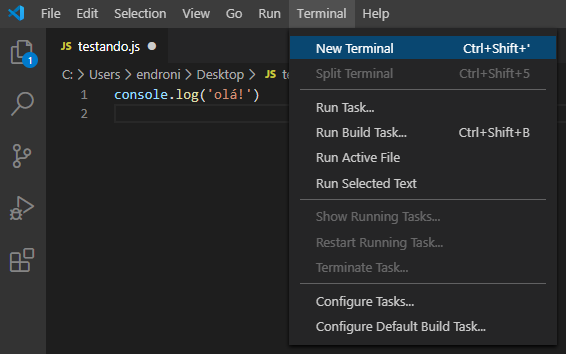 File Edit Selection View Go Run Terminal Help
JS testando.js
New Terminal Ctrl+Shift+'
C: > Users > endroni > Desktop > JS te
Split Terminal Ctrl+Shift+5
1 console.log('olá!')
2
Run Task...
Run Build Task... Ctrl+Shift+B
Run Active File
Run Selected Text
Show Running Tasks...
Restart Running Task...
Terminate Task...
Configure Tasks...
Configure Default Build Task...
1